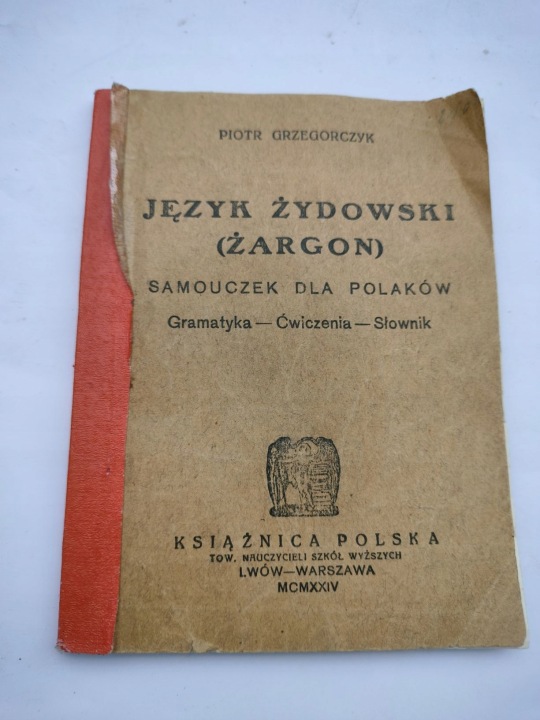 PIOTR GRZEGORCZYK
JĘZYK ŻYDOWSKI
(ŻARGON)
SAMOUCZEK DLA POLAKÓW
Gramatyka — Ćwiczenia — Słownik
KSIĄŻNICA POLSKA
TOW. NAUCZYCIELI SZKÓŁ WYŻSZYCH
LWÓW—WARSZAWA
MCMXXIV